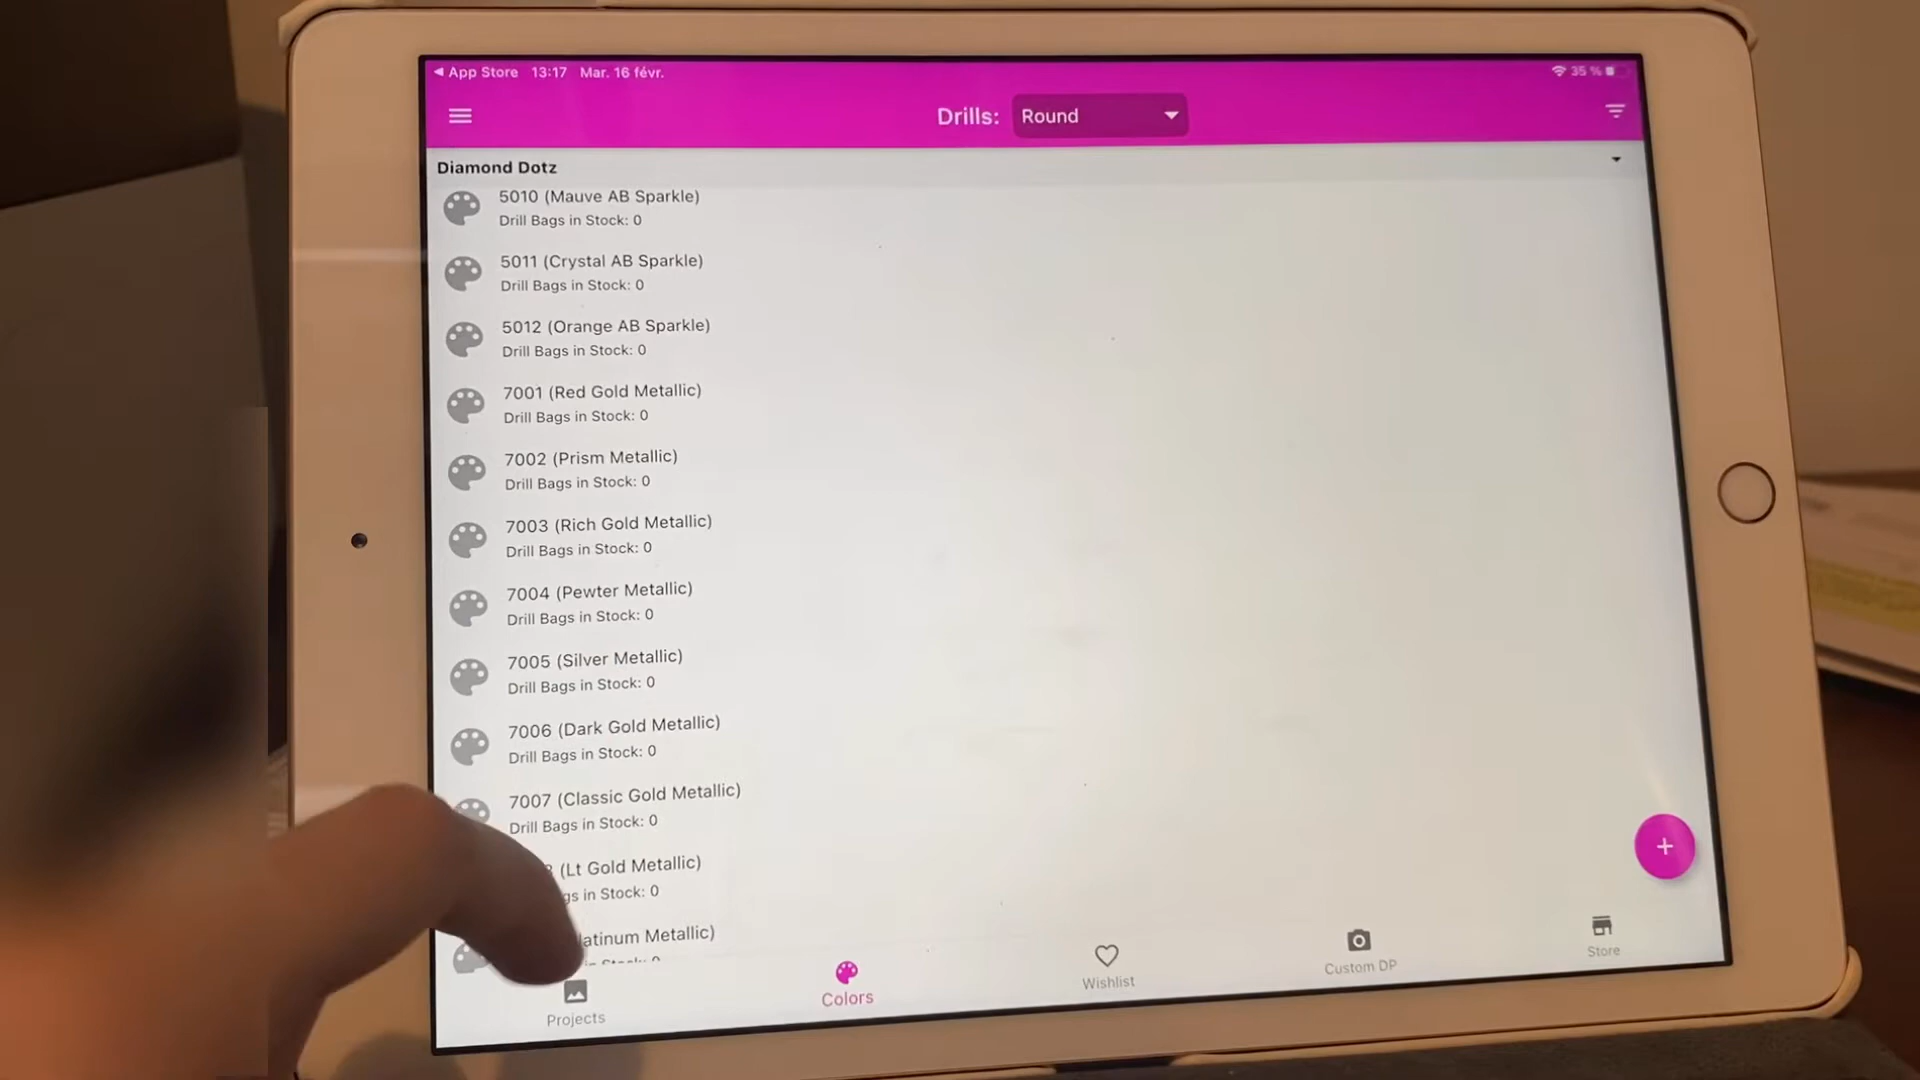 App Store 13:17 Mar. 16 févr.
35 %
Drills: Round
Diamond Dotz
5010 (Mauve AB Sparkle)
Drill Bags in Stock: 0
5011 (Crystal AB Sparkle)
Drill Bags in Stock: 0
5012 (Orange AB Sparkle)
Drill Bags in Stock: 0
7001 (Red Gold Metallic)
Drill Bags in Stock: 0
7002 (Prism Metallic)
Drill Bags in Stock: 0
7003 (Rich Gold Metallic)
Drill Bags in Stock: 0
7004 (Pewter Metallic)
Drill Bags in Stock: 0
7005 (Silver Metallic)
Drill Bags in Stock: 0
7006 (Dark Gold Metallic)
Drill Bags in Stock: 0
7007 (Classic Gold Metallic)
Drill Bags in Stock: 0
(Lt Gold Metallic)
in Stock: 0
Metallic)
Projects
Colors
Wishlist
Custom DP
Store